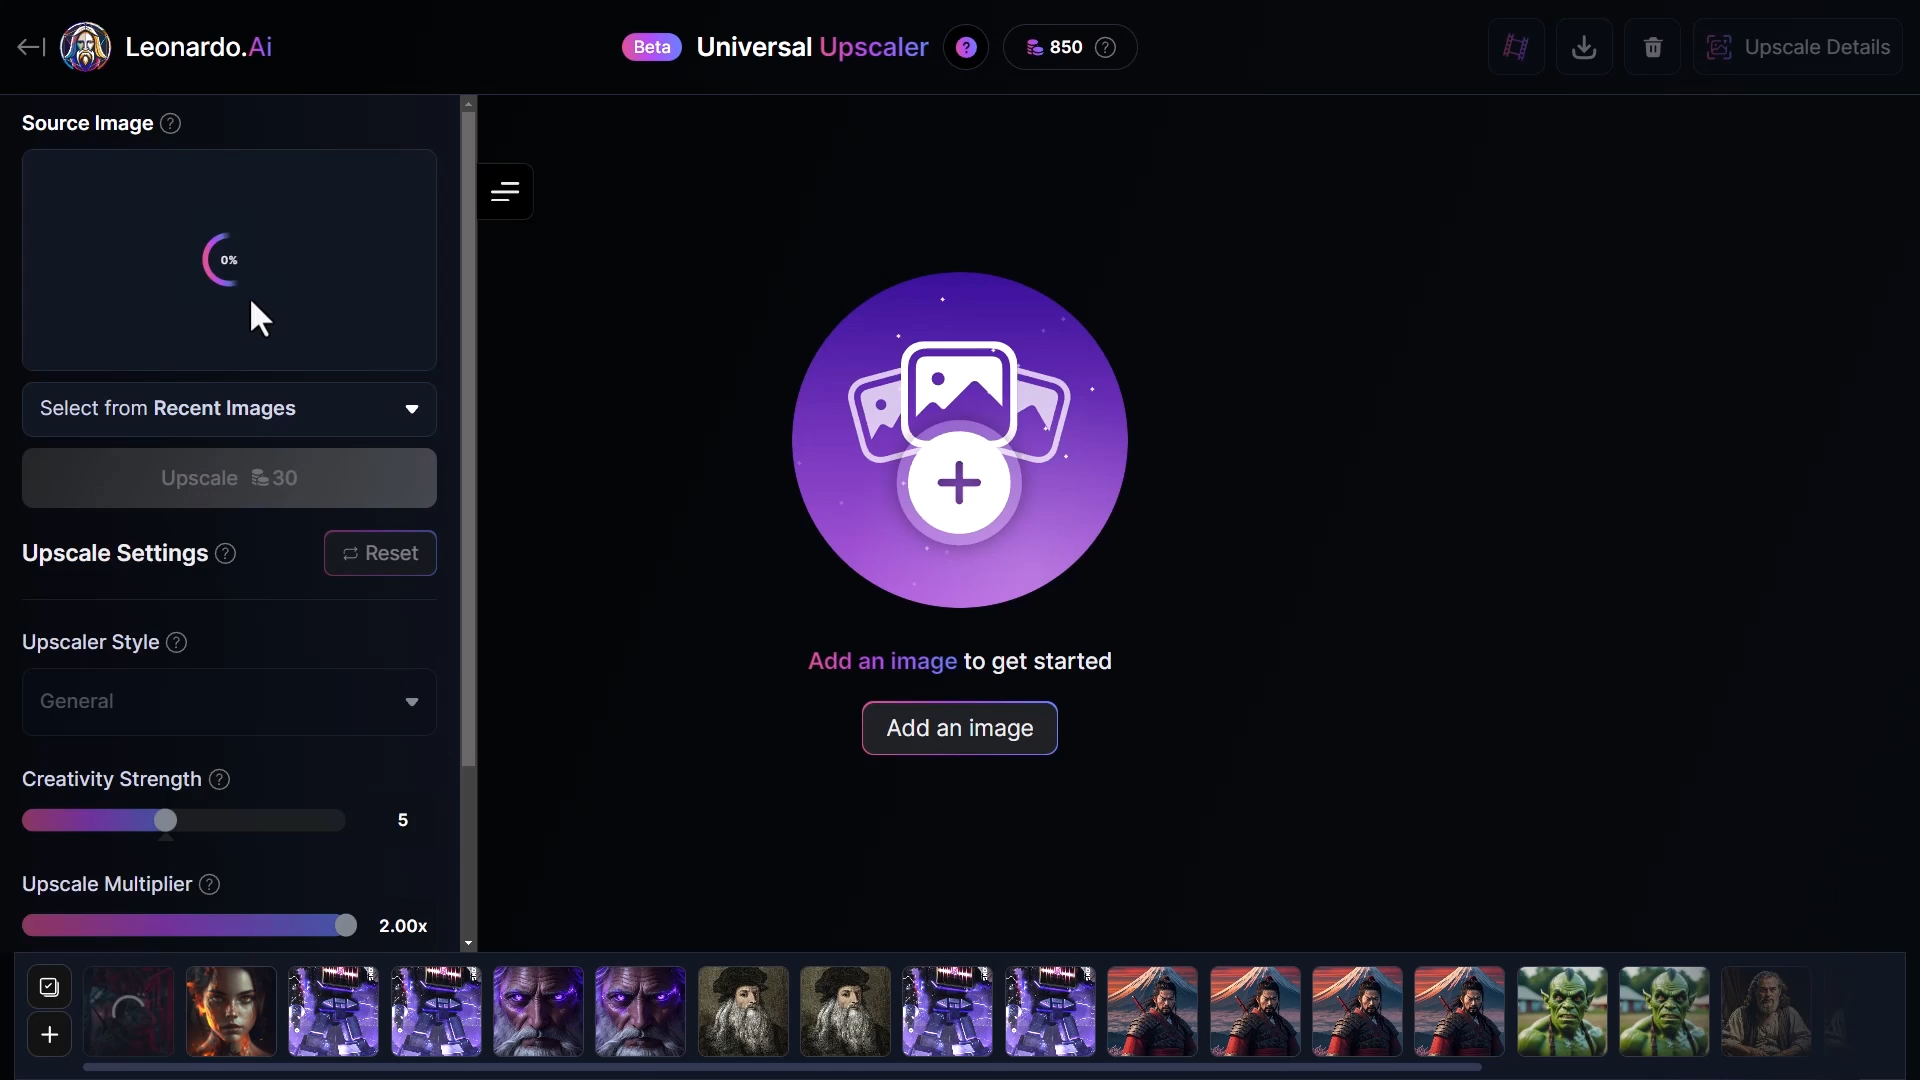 Leonardo.Ai
Beta Universal Upscaler ? 850 ?
Upscale Details
Source Image ?
0%
Select from Recent Images
Upscale 30
Upscale Settings ?
Reset
Upscaler Style ?
General
Creativity Strength ?
5
Upscale Multiplier ?
2.00x
Add an image to get started
Add an image